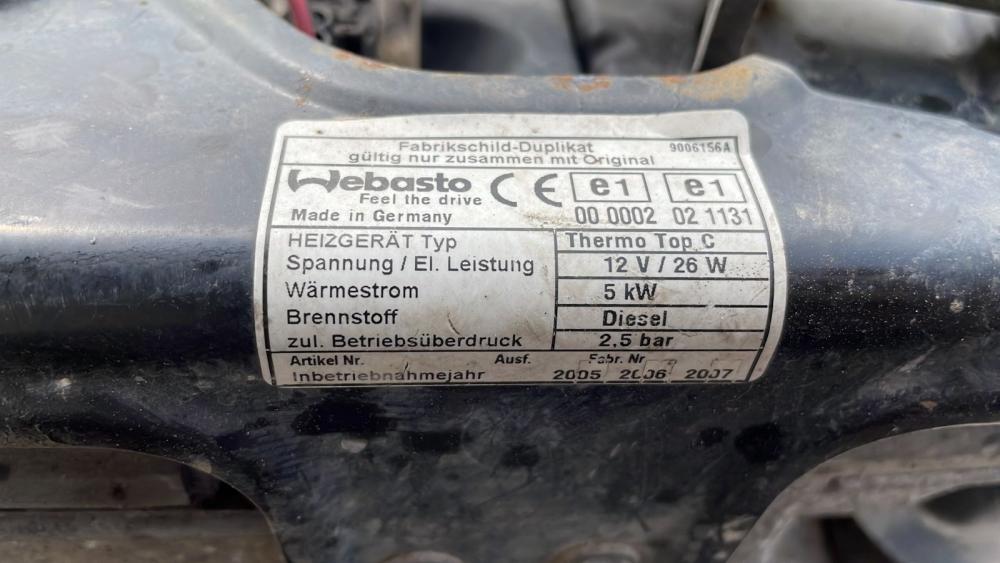 Fabrikschild-Duplikat 9006156A
gültig nur zusammen mit Original
Webasto CE e1 e1
Feel the drive
Made in Germany 00 0002 02 1131
HEIZGERÄT Typ Thermo Top C
Spannung / El. Leistung 12 V / 26 W
Wärmestrom 5 kW
Brennstoff Diesel
zul. Betriebsüberdruck 2,5 bar
Artikel Nr. Ausf. Fabr. Nr
Inbetriebnahmejahr 2005 2006 2007